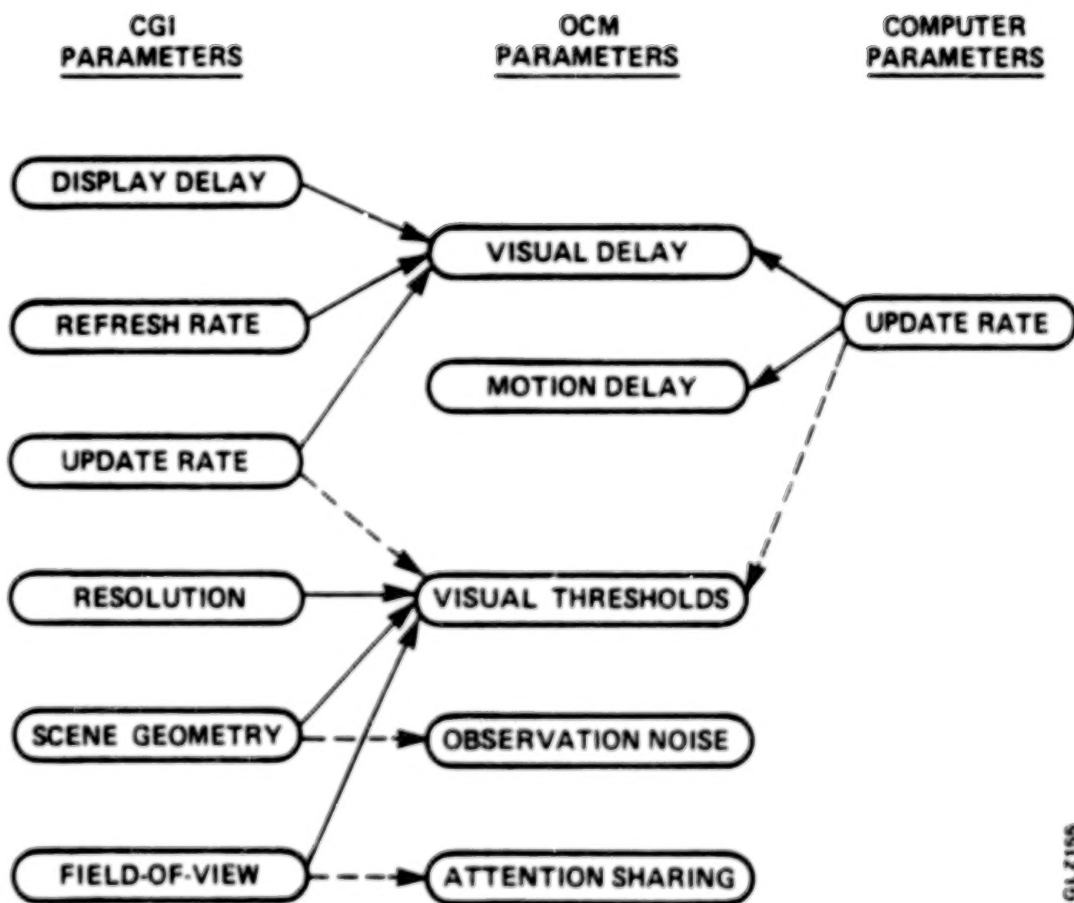 CGI
PARAMETERS
OCM
PARAMETERS
COMPUTER
PARAMETERS
DISPLAY DELAY
VISUAL DELAY
REFRESH RATE
UPDATE RATE
MOTION DELAY
UPDATE RATE
RESOLUTION
VISUAL THRESHOLDS
SCENE GEOMETRY
OBSERVATION NOISE
FIELD-OF-VIEW
ATTENTION SHARING